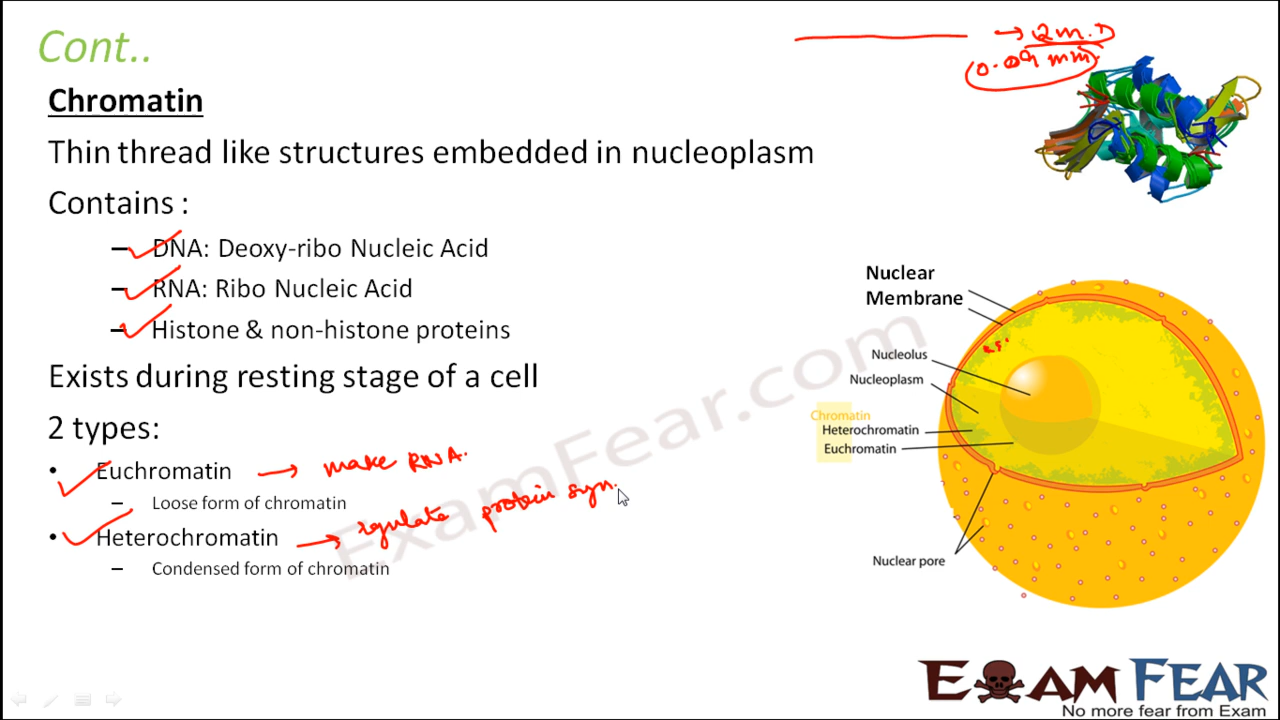 Cont..
→ 2m. D
0.09 mm.
Chromatin
Thin thread like structures embedded in nucleoplasm
Contains :
– DNA: Deoxy-ribo Nucleic Acid
– RNA: Ribo Nucleic Acid
– Histone & non-histone proteins
Exists during resting stage of a cell
2 types:
• Euchromatin → make RNA.
– Loose form of chromatin
• Heterochromatin → regulate protein syn.
– Condensed form of chromatin
Nuclear
Membrane
Nucleolus
Nucleoplasm
Chromatin
Heterochromatin
Euchromatin
Nuclear pore
ExamFear.com
EXAM FEAR
No more fear from Exam